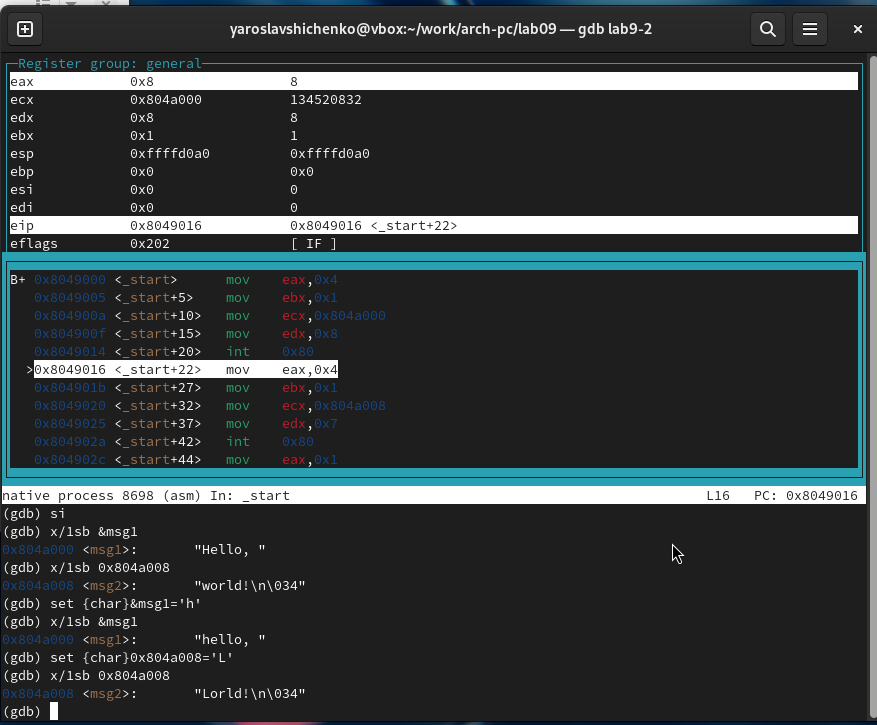 yaroslavshichenko@vbox:~/work/arch-pc/lab09 — gdb lab9-2
Register group: general
eax 0x8 8
ecx 0x804a000 134520832
edx 0x8 8
ebx 0x1 1
esp 0xffffd0a0 0xffffd0a0
ebp 0x0 0x0
esi 0x0 0
edi 0x0 0
eip 0x8049016 0x8049016 <_start+22>
eflags 0x202 [ IF ]
B+ 0x8049000 <_start> mov eax,0x4
0x8049005 <_start+5> mov ebx,0x1
0x804900a <_start+10> mov ecx,0x804a000
0x804900f <_start+15> mov edx,0x8
0x8049014 <_start+20> int 0x80
>0x8049016 <_start+22> mov eax,0x4
0x804901b <_start+27> mov ebx,0x1
0x8049020 <_start+32> mov ecx,0x804a008
0x8049025 <_start+37> mov edx,0x7
0x804902a <_start+42> int 0x80
0x804902c <_start+44> mov eax,0x1
native process 8698 (asm) In: _start L16 PC: 0x8049016
(gdb) si
(gdb) x/1sb &msg1
0x804a000 <msg1>: "Hello, "
(gdb) x/1sb 0x804a008
0x804a008 <msg2>: "world!\n\034"
(gdb) set {char}&msg1='h'
(gdb) x/1sb &msg1
0x804a000 <msg1>: "hello, "
(gdb) set {char}0x804a008='L'
(gdb) x/1sb 0x804a008
0x804a008 <msg2>: "Lorld!\n\034"
(gdb)